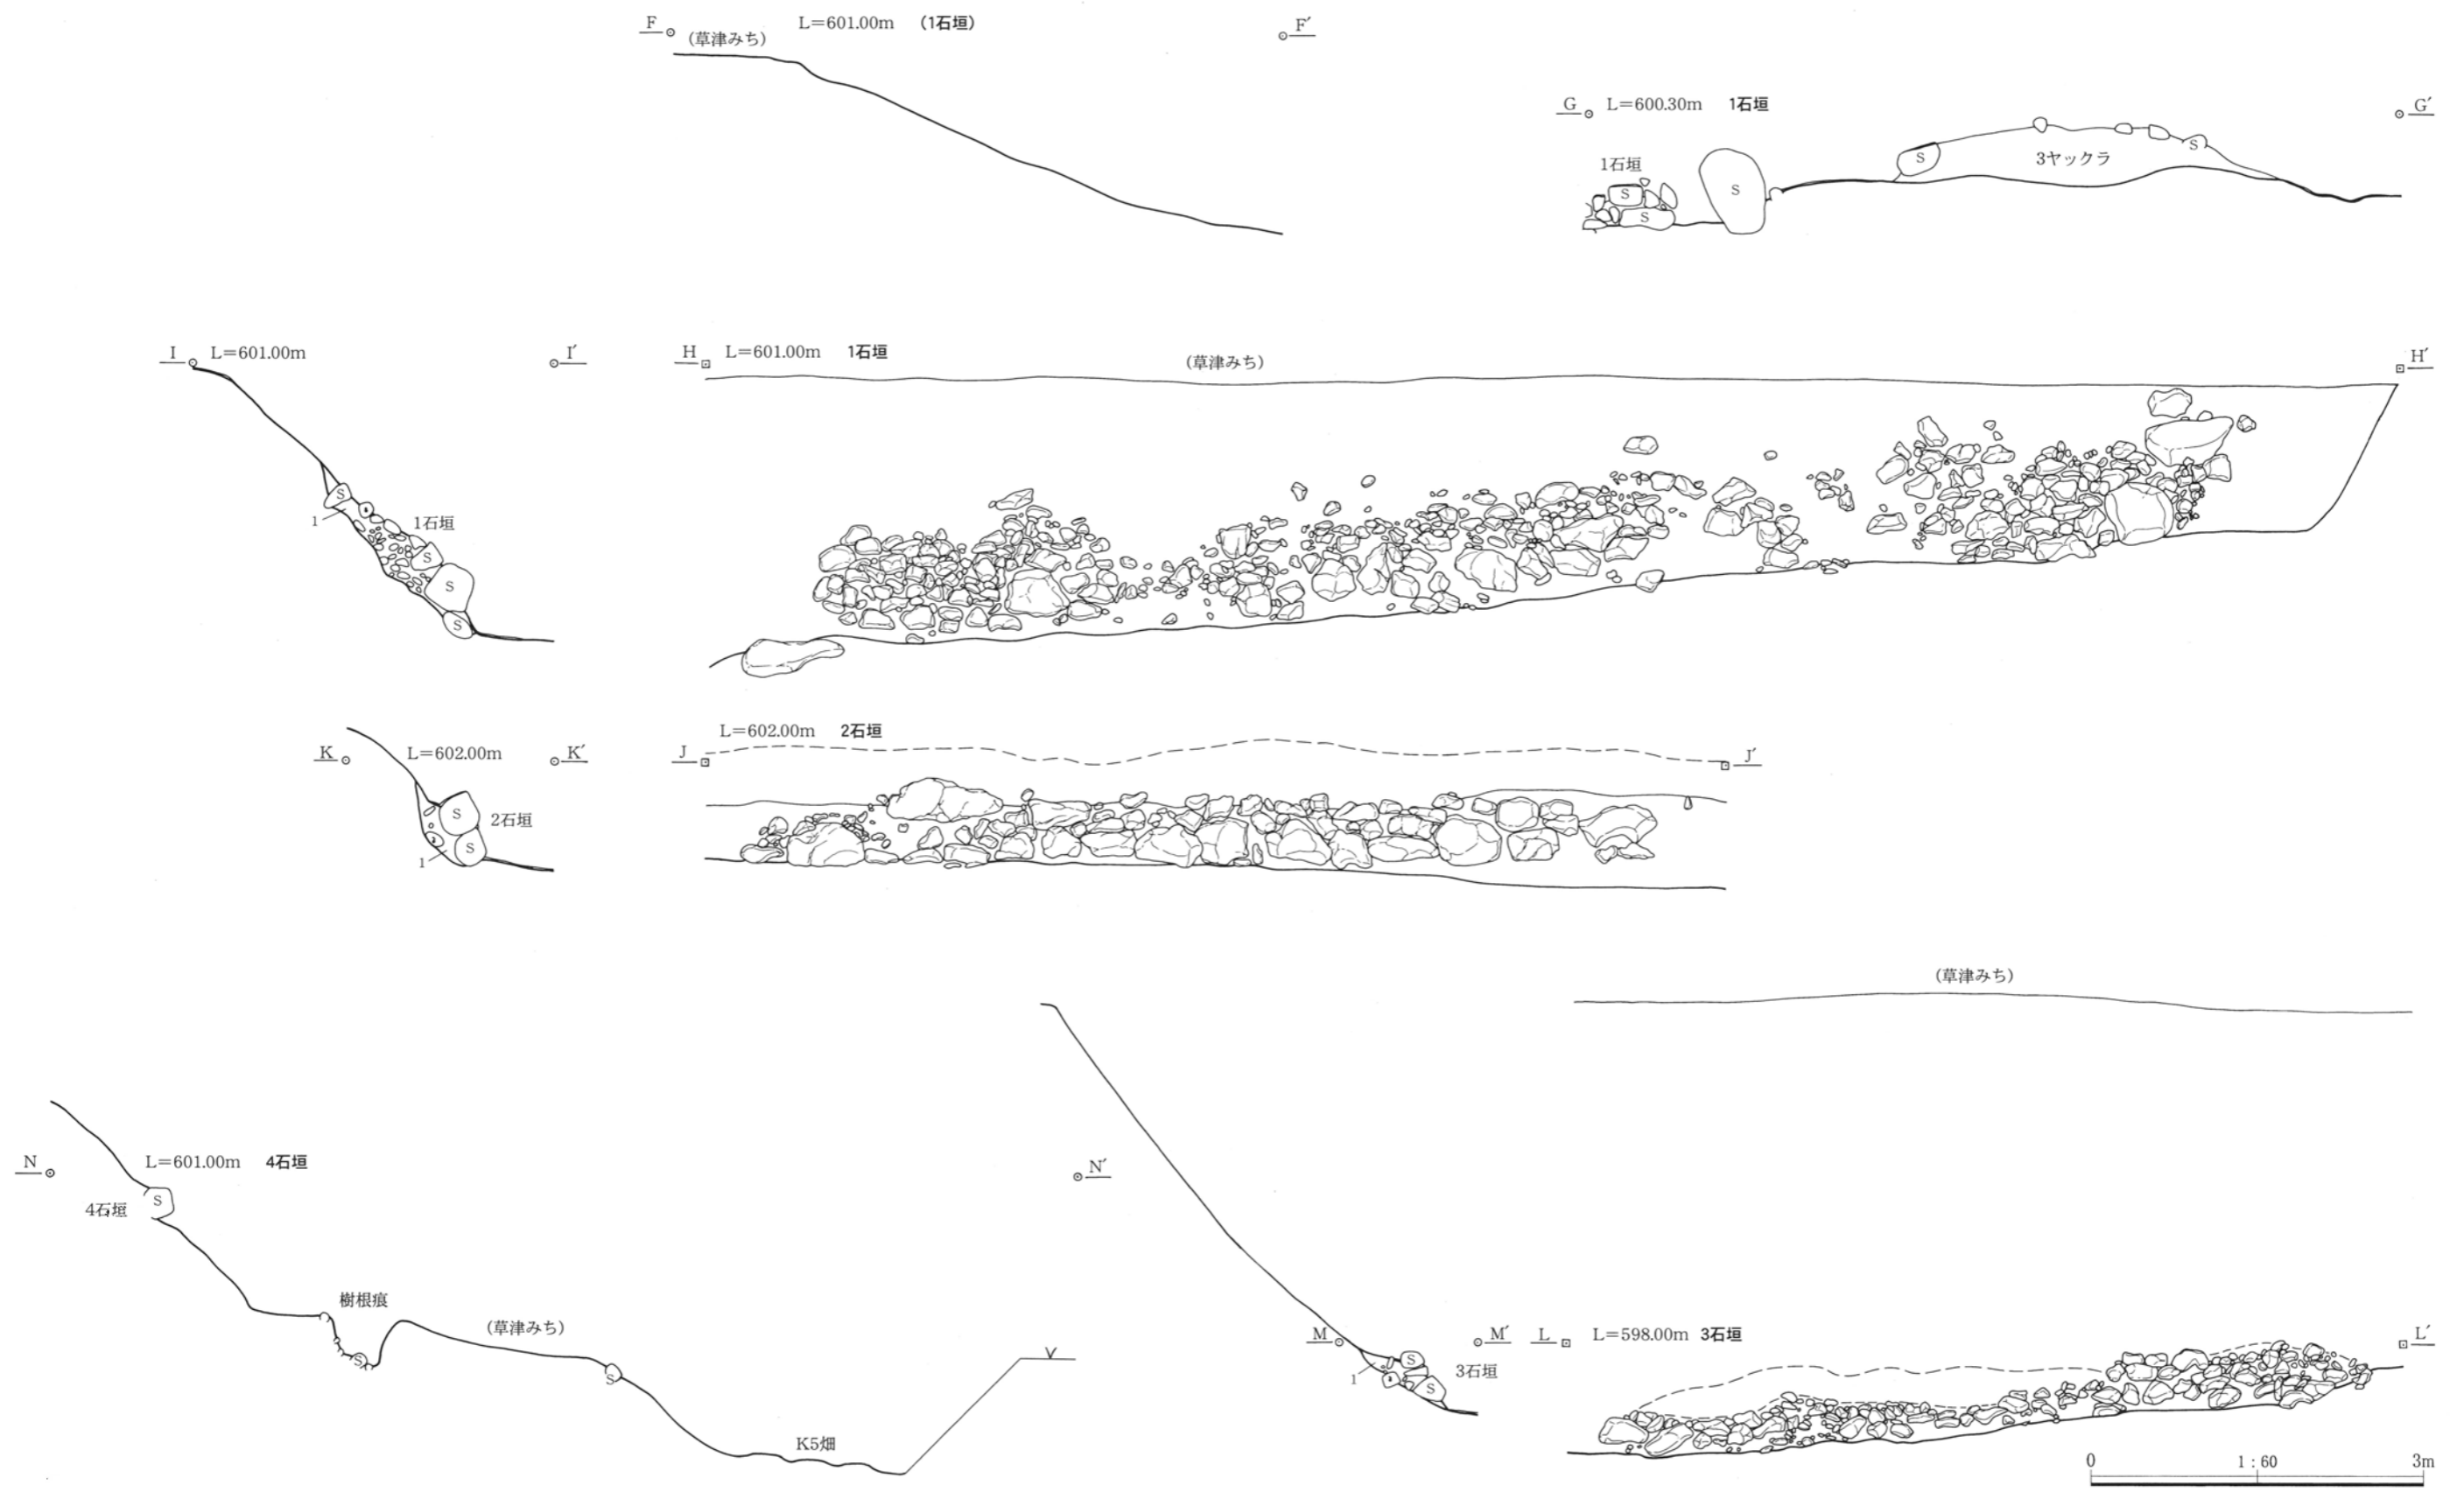 F L=601.00m （1石垣） F′
（草津みち）
G L=600.30m 1石垣 G′
1石垣
S
S
S
S
S
3ヤックラ
I L=601.00m I′
S
1
1石垣
S
S
S
H L=601.00m 1石垣 （草津みち） H′
K L=602.00m K′
S
2石垣
S
1
J L=602.00m 2石垣 J′
（草津みち）
N L=601.00m 4石垣 N′
S
4石垣
樹根痕
S
（草津みち）
S
K5畑
M M′
S
1
S
3石垣
L L=598.00m 3石垣 L′
0 1：60 3m